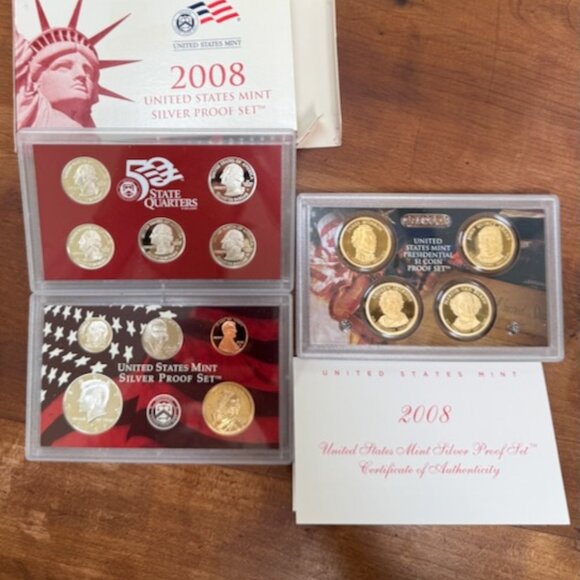 UNITED STATES MINT
2008
UNITED STATES MINT
SILVER PROOF SET™
50
STATE
QUARTERS
UNITED STATES MINT
SILVER PROOF SET™
UNITED
STATES MINT
PRESIDENTIAL
$1 COIN
PROOF SET™
UNITED STATES MINT
2008
United States Mint Silver Proof Set™
Certificate of Authenticity